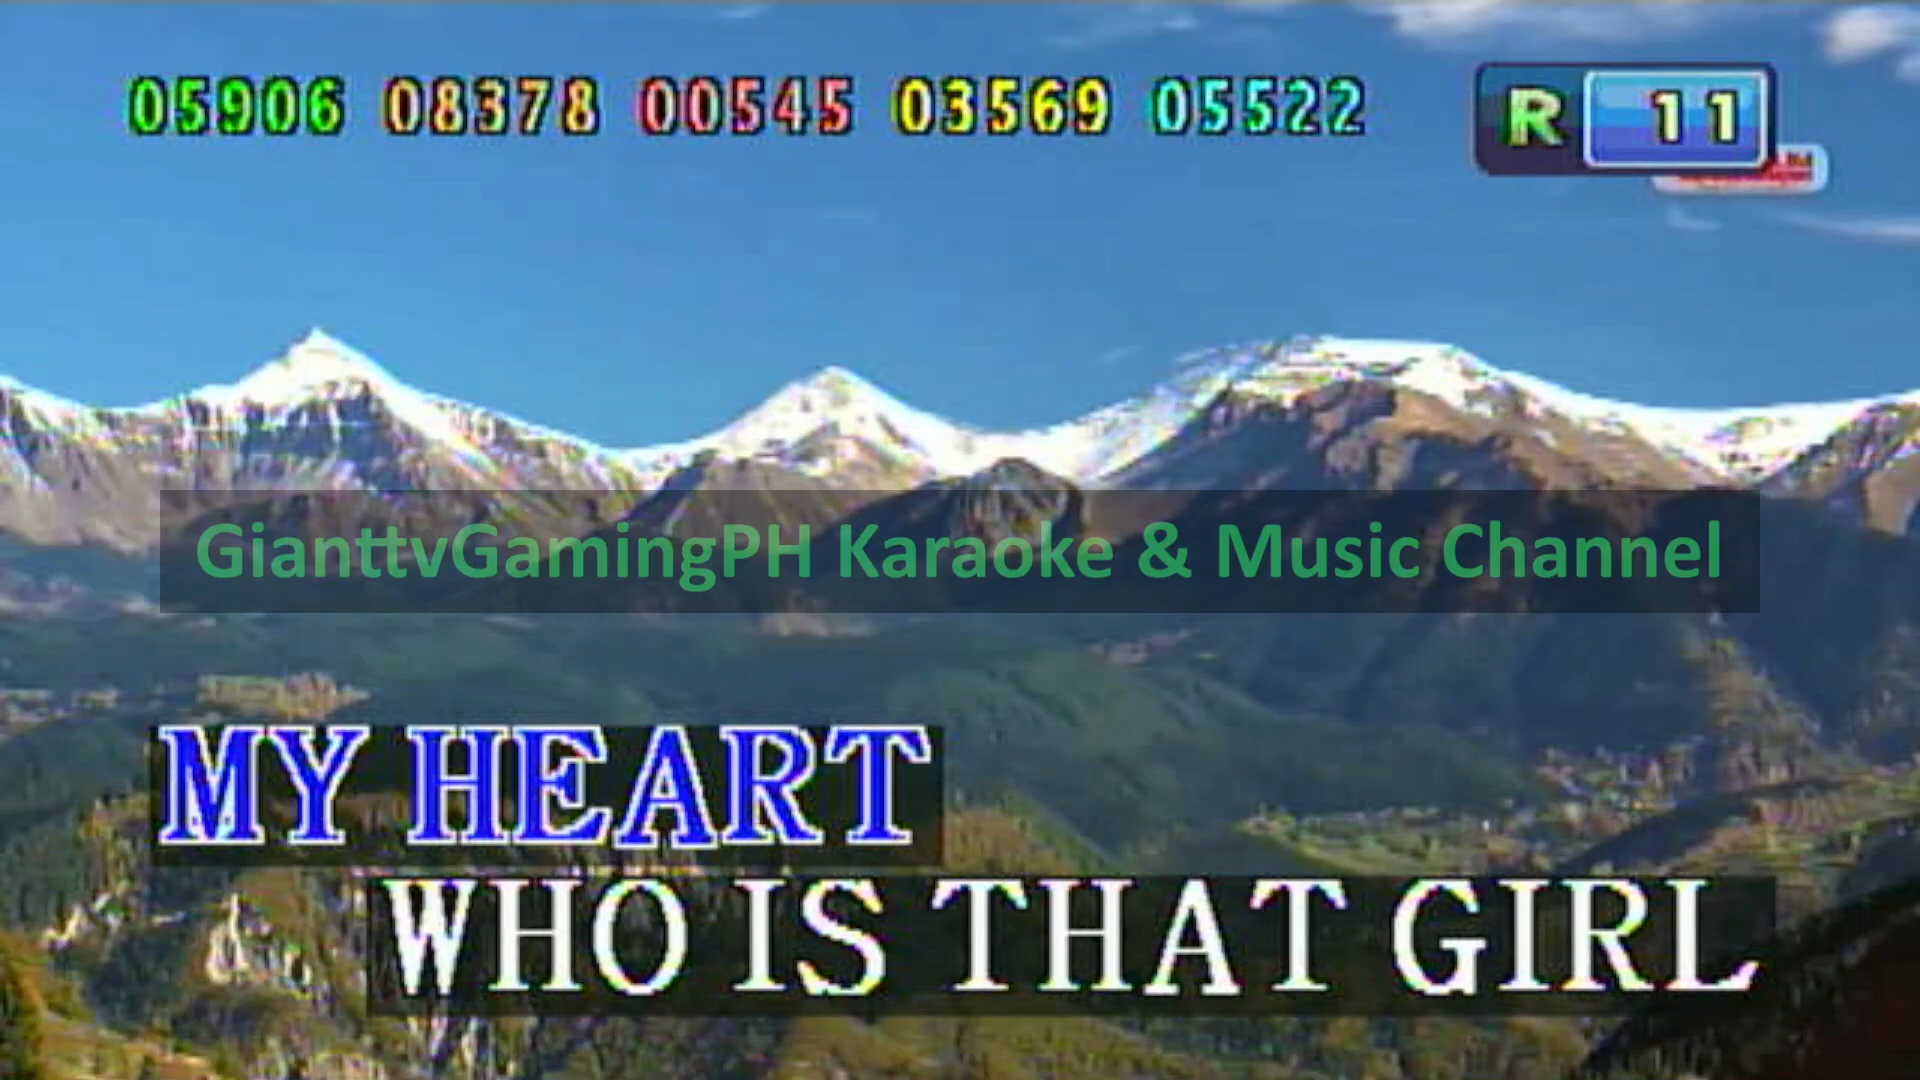 05906 08378 00545 03569 05522
R 11
GianttvGamingPH Karaoke & Music Channel
MY HEART
WHO IS THAT GIRL